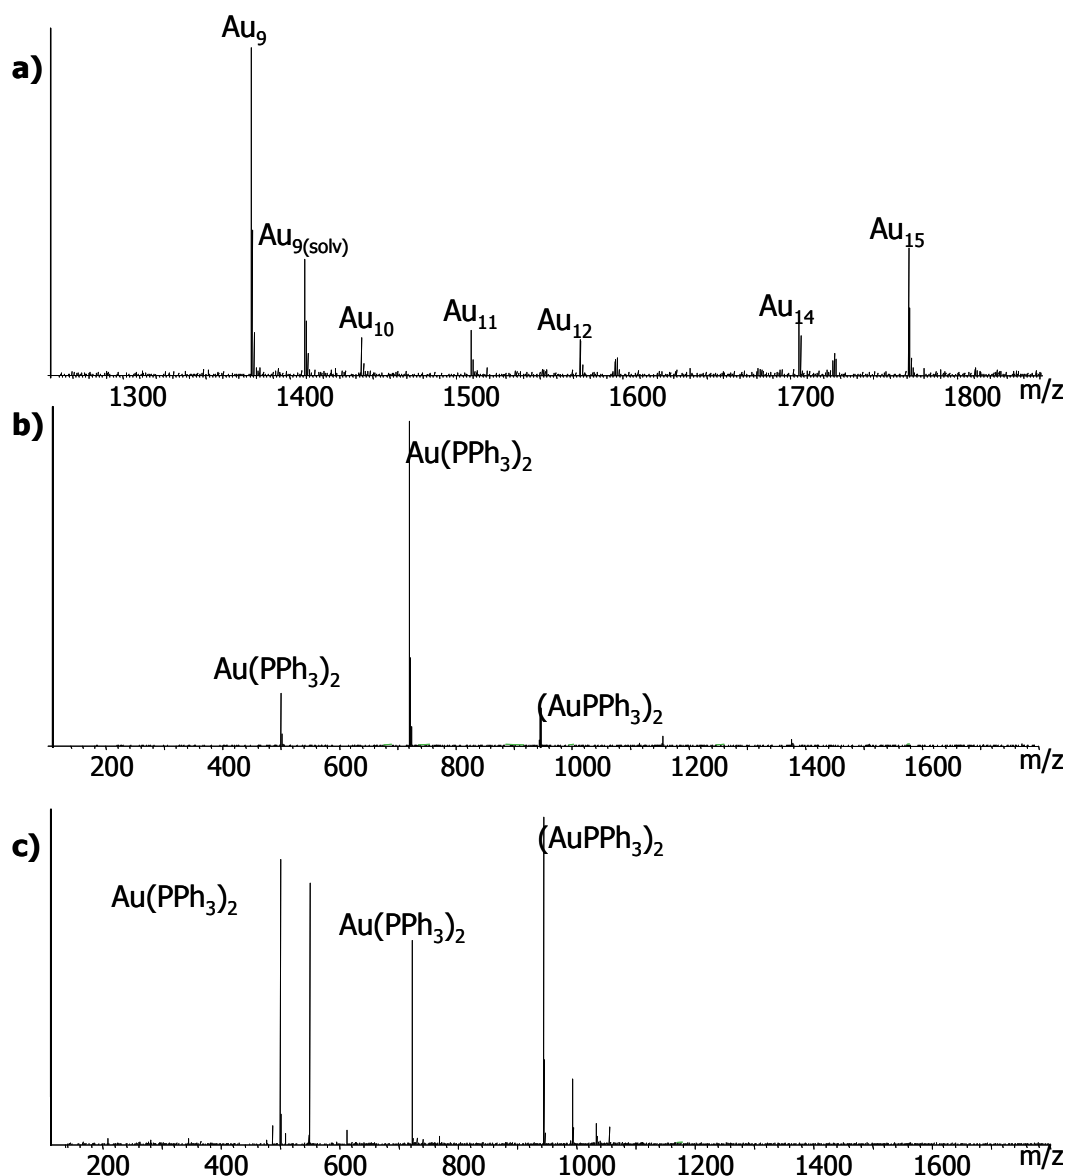 Au₉
a)
Au₉₍solv₎
Au₁₀
Au₁₁
Au₁₂
Au₁₄
Au₁₅
1300 1400 1500 1600 1700 1800 m/z
b)
Au(PPh₃)₂
Au(PPh₃)₂
(AuPPh₃)₂
200 400 600 800 1000 1200 1400 1600 m/z
c)
(AuPPh₃)₂
Au(PPh₃)₂
Au(PPh₃)₂
200 400 600 800 1000 1200 1400 1600 m/z